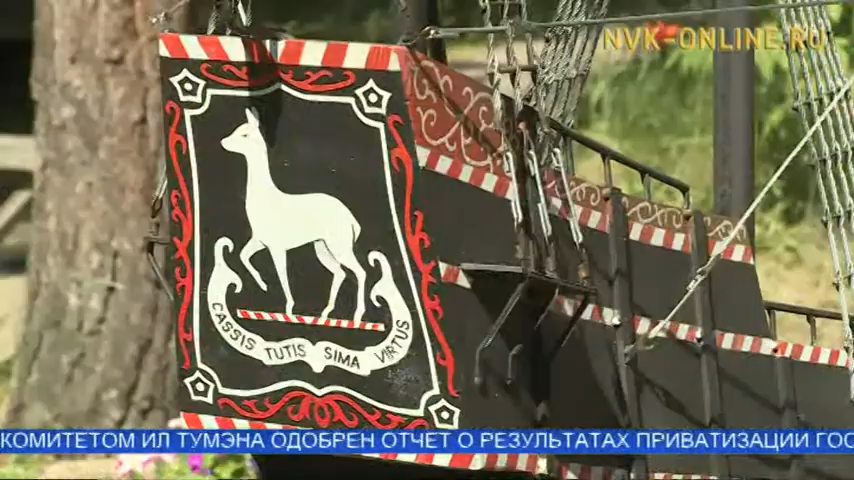 NVK-ONLINE.RU
CASSIS TUTIS SIMA VIRTUS
КОМИТЕТОМ ИЛ ТУМЭНА ОДОБРЕН ОТЧЕТ О РЕЗУЛЬТАТАХ ПРИВАТИЗАЦИИ ГОС